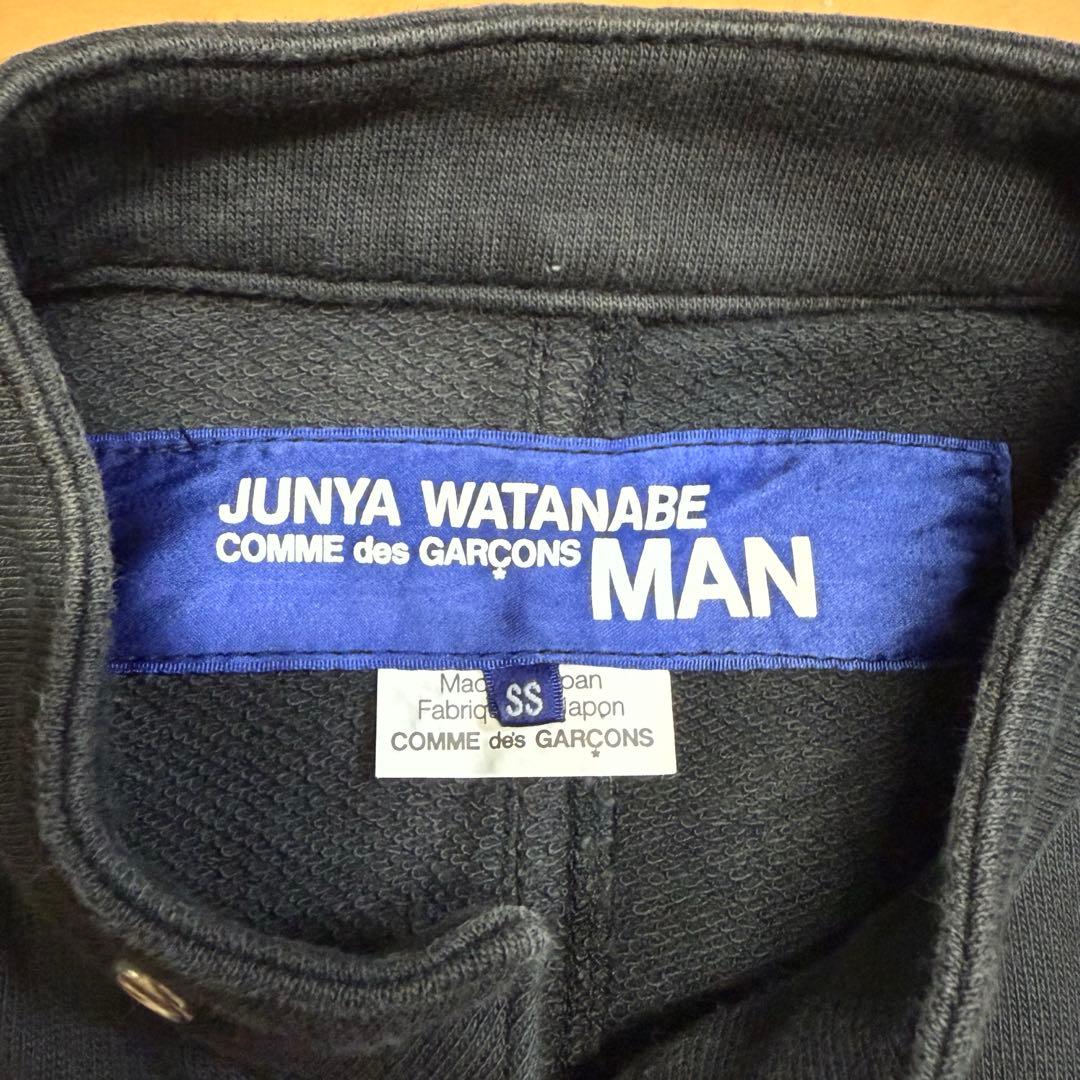 JUNYA WATANABE
COMME des GARÇONS MAN
SS
COMME des GARÇONS